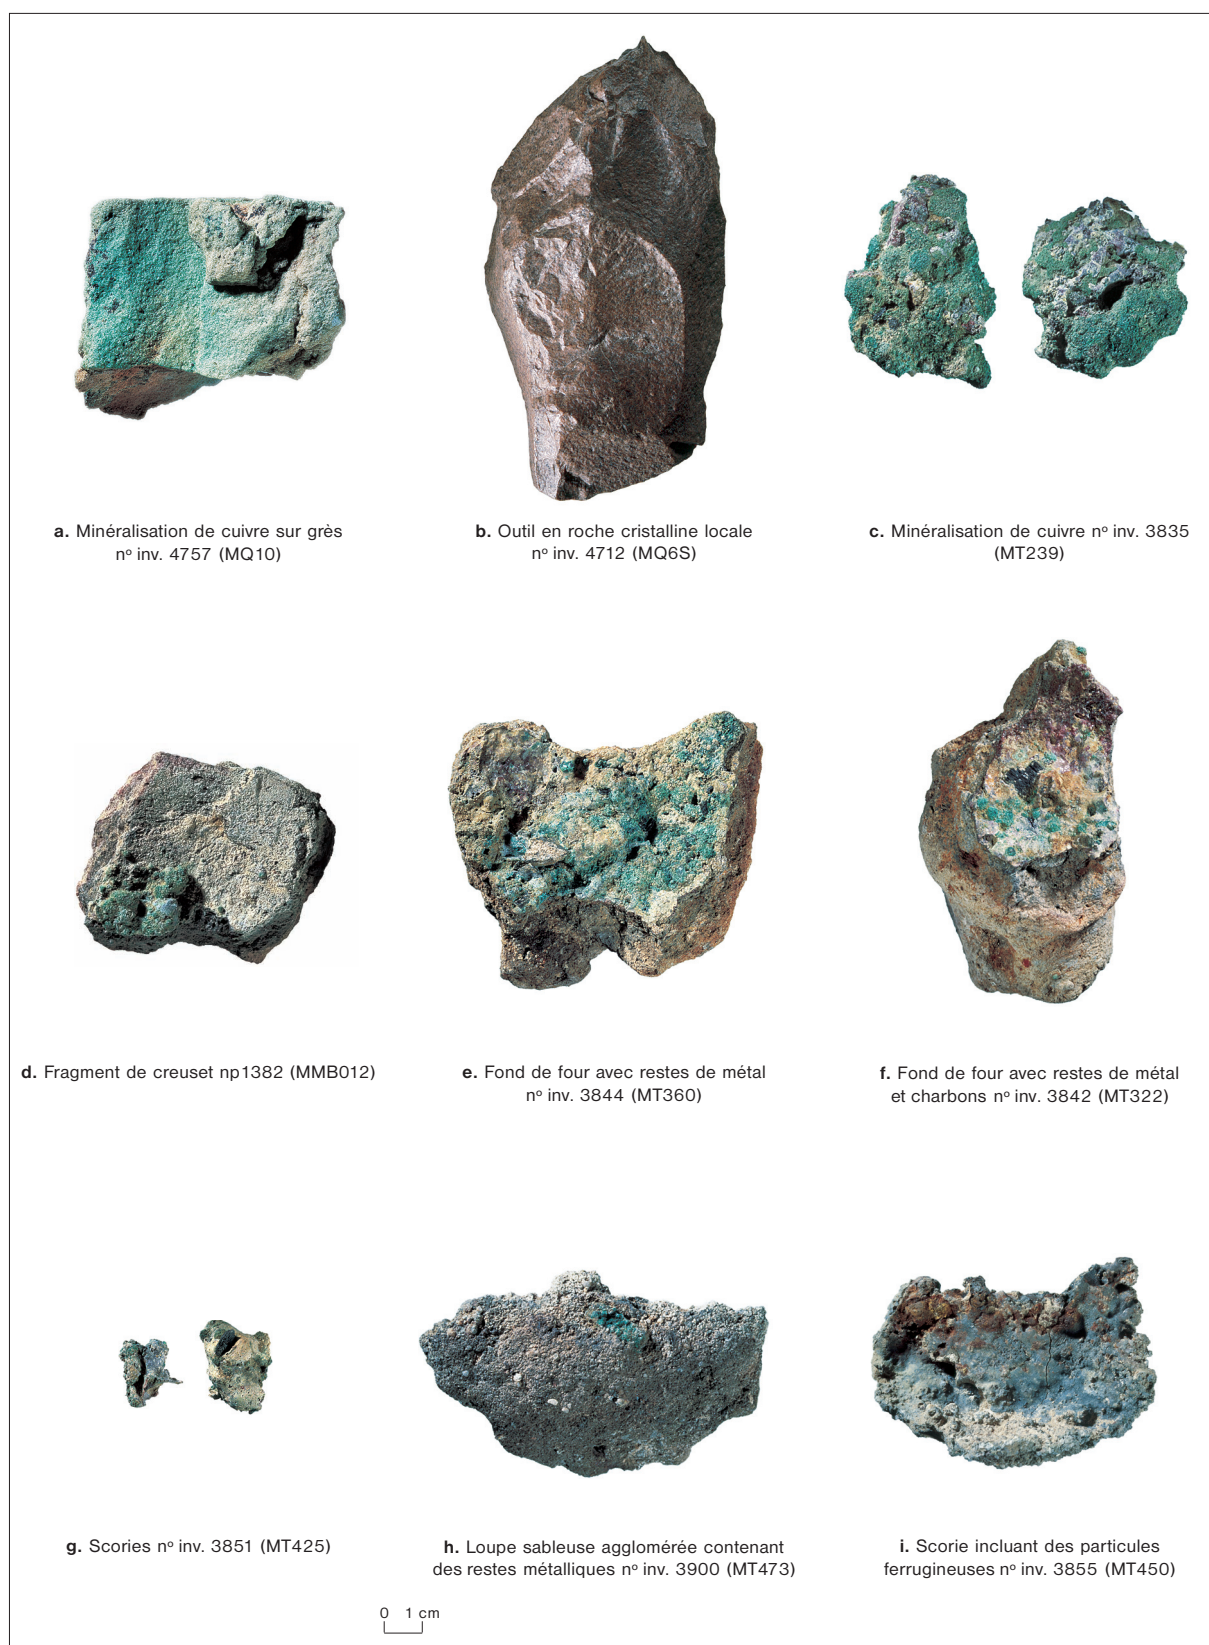 a. Minéralisation de cuivre sur grès
nº inv. 4757 (MQ10)
b. Outil en roche cristalline locale
nº inv. 4712 (MQ6S)
c. Minéralisation de cuivre nº inv. 3835
(MT239)
d. Fragment de creuset np1382 (MMB012)
e. Fond de four avec restes de métal
nº inv. 3844 (MT360)
f. Fond de four avec restes de métal
et charbons nº inv. 3842 (MT322)
g. Scories nº inv. 3851 (MT425)
h. Loupe sableuse agglomérée contenant
des restes métalliques nº inv. 3900 (MT473)
i. Scorie incluant des particules
ferrugineuses nº inv. 3855 (MT450)
0 1 cm